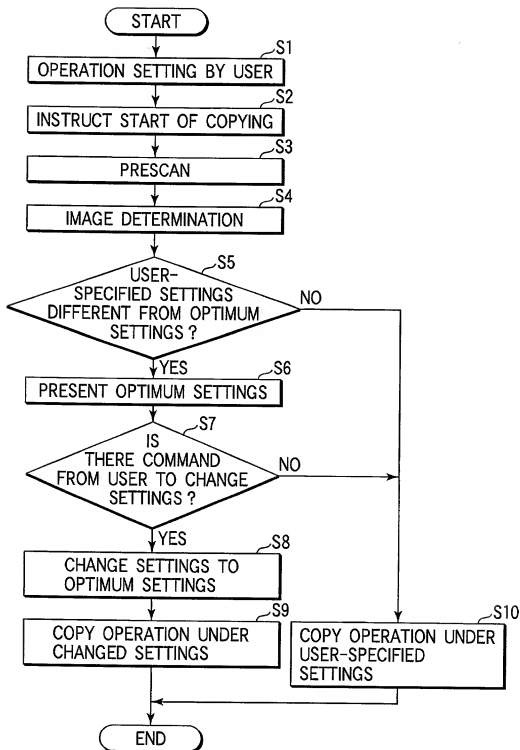 START
S1
OPERATION SETTING BY USER
S2
INSTRUCT START OF COPYING
S3
PRESCAN
S4
IMAGE DETERMINATION
S5
USER-
SPECIFIED SETTINGS
DIFFERENT FROM OPTIMUM
SETTINGS?
NO
YES
S6
PRESENT OPTIMUM SETTINGS
S7
IS
THERE COMMAND
FROM USER TO CHANGE
SETTINGS?
NO
YES
S8
CHANGE SETTINGS TO
OPTIMUM SETTINGS
S9
COPY OPERATION UNDER
CHANGED SETTINGS
S10
COPY OPERATION UNDER
USER-SPECIFIED
SETTINGS
END